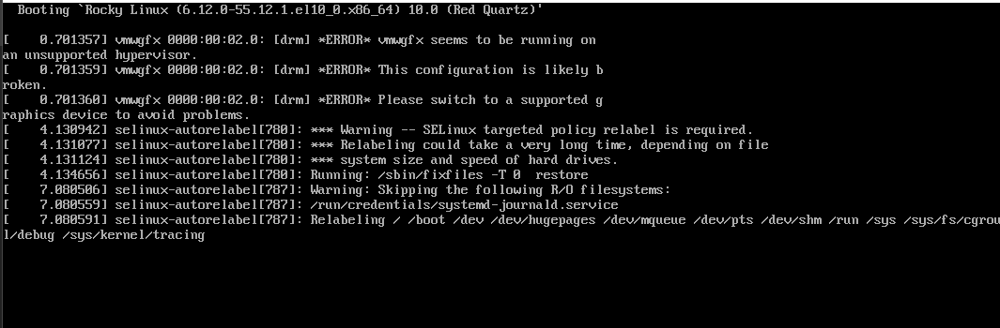 Booting `Rocky Linux (6.12.0-55.12.1.el10_0.x86_64) 10.0 (Red Quartz)'
[    0.701357] vmwgfx 0000:00:02.0: [drm] *ERROR* vmwgfx seems to be running on
an unsupported hypervisor.
[    0.701359] vmwgfx 0000:00:02.0: [drm] *ERROR* This configuration is likely b
roken.
[    0.701360] vmwgfx 0000:00:02.0: [drm] *ERROR* Please switch to a supported g
raphics device to avoid problems.
[    4.130942] selinux-autorelabel[780]: *** Warning -- SELinux targeted policy relabel is required.
[    4.131077] selinux-autorelabel[780]: *** Relabeling could take a very long time, depending on file
[    4.131124] selinux-autorelabel[780]: *** system size and speed of hard drives.
[    4.134656] selinux-autorelabel[780]: Running: /sbin/fixfiles -T 0  restore
[    7.080506] selinux-autorelabel[787]: Warning: Skipping the following R/O filesystems:
[    7.080559] selinux-autorelabel[787]: /run/credentials/systemd-journald.service
[    7.080591] selinux-autorelabel[787]: Relabeling / /boot /dev /dev/hugepages /dev/mqueue /dev/pts /dev/shm /run /sys /sys/fs/cgrou
l/debug /sys/kernel/tracing